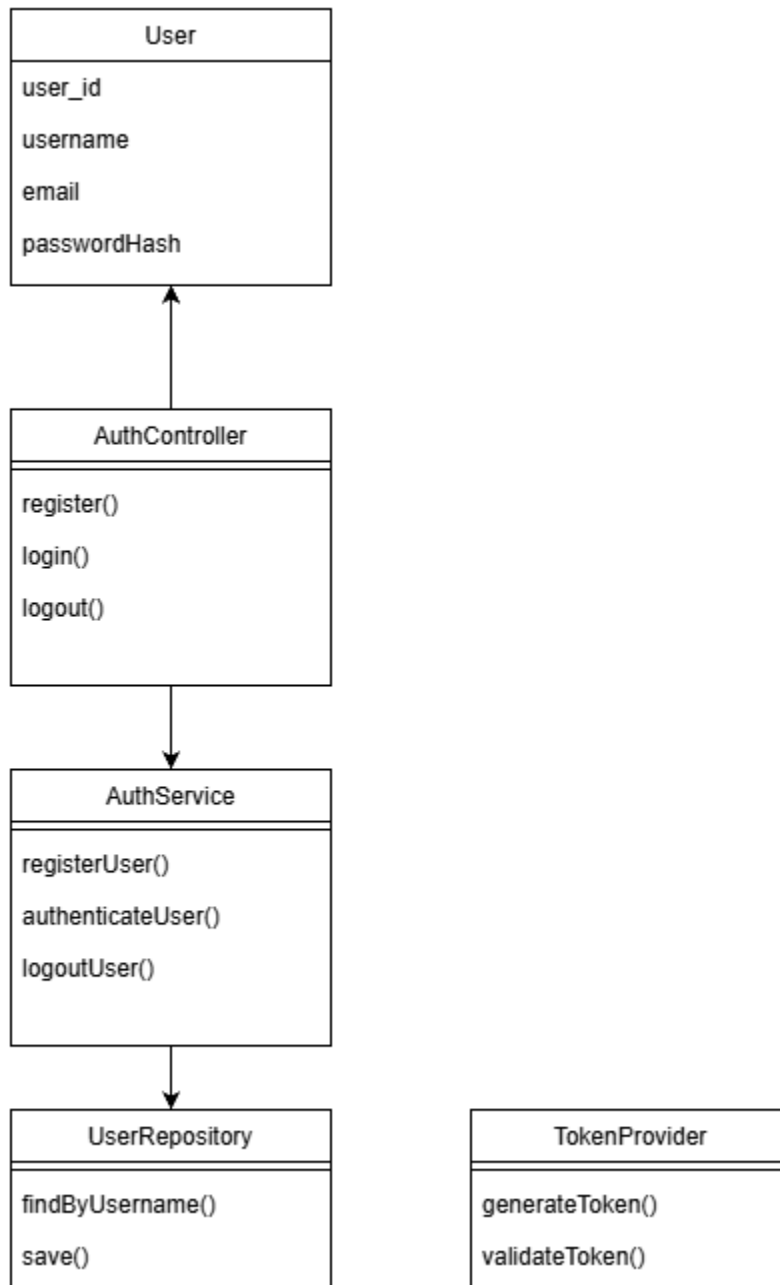 User
user_id
username
email
passwordHash
AuthController
register()
login()
logout()
AuthService
registerUser()
authenticateUser()
logoutUser()
UserRepository
findByUsername()
save()
TokenProvider
generateToken()
validateToken()